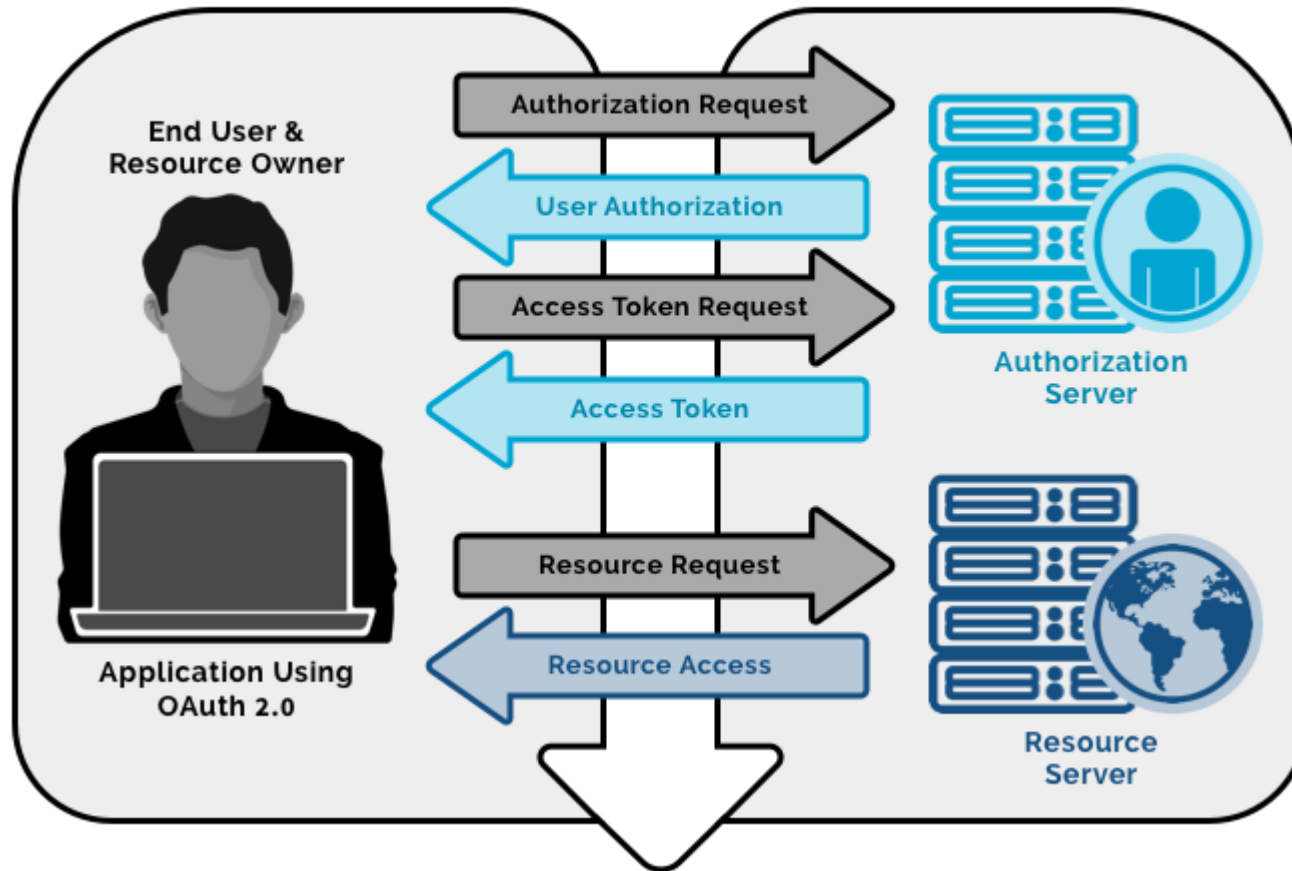 End User &
Resource Owner
Authorization Request
User Authorization
Access Token Request
Access Token
Authorization
Server
Resource Request
Resource Access
Application Using
OAuth 2.0
Resource
Server